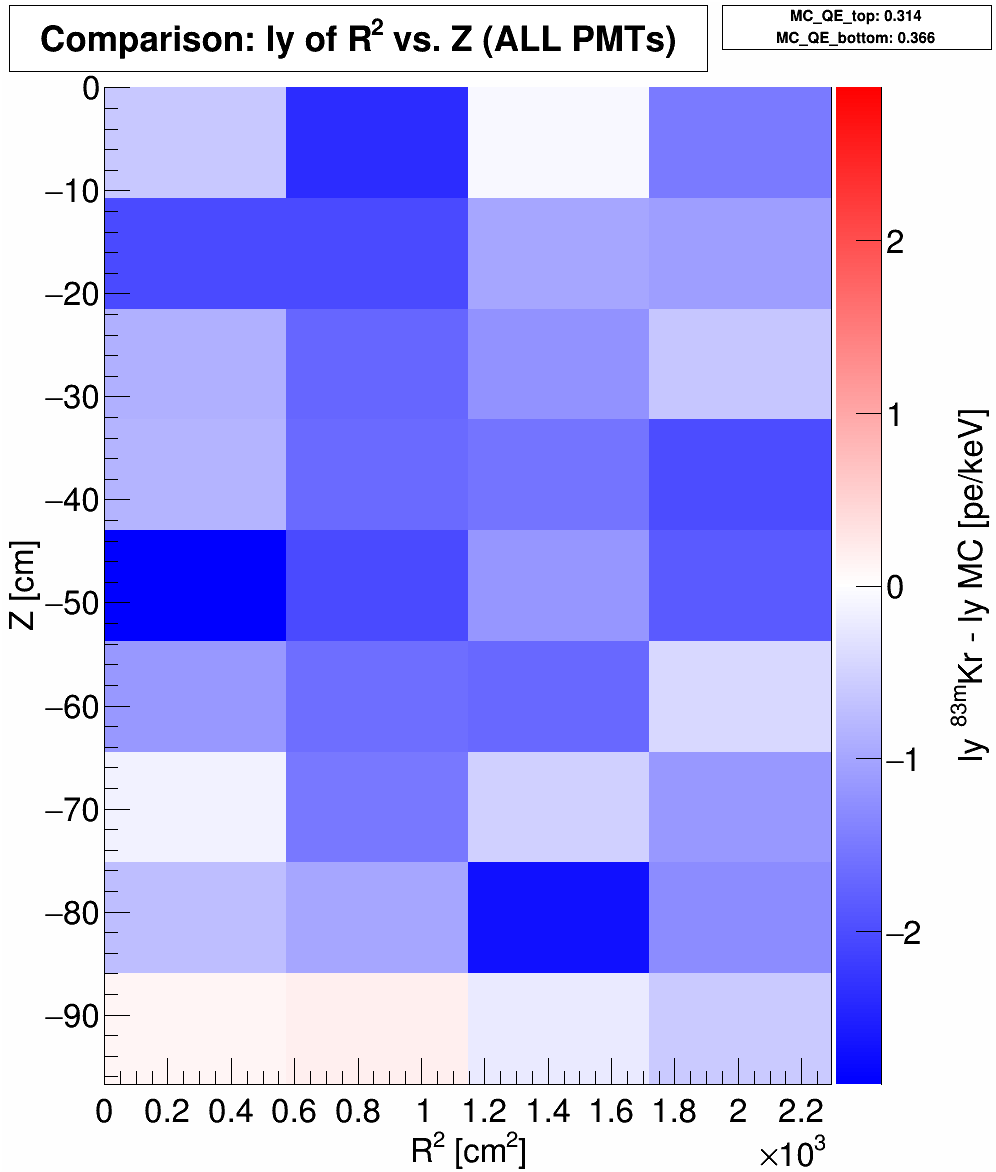 Comparison: ly of R² vs. Z (ALL PMTs)
MC_QE_top: 0.314
MC_QE_bottom: 0.366
0
−10
−20
−30
−40
−50
−60
−70
−80
−90
Z [cm]
0 0.2 0.4 0.6 0.8 1 1.2 1.4 1.6 1.8 2 2.2
×10³
R² [cm²]
2
1
0
−1
−2
ly ⁸³ᵐKr - ly MC [pe/keV]